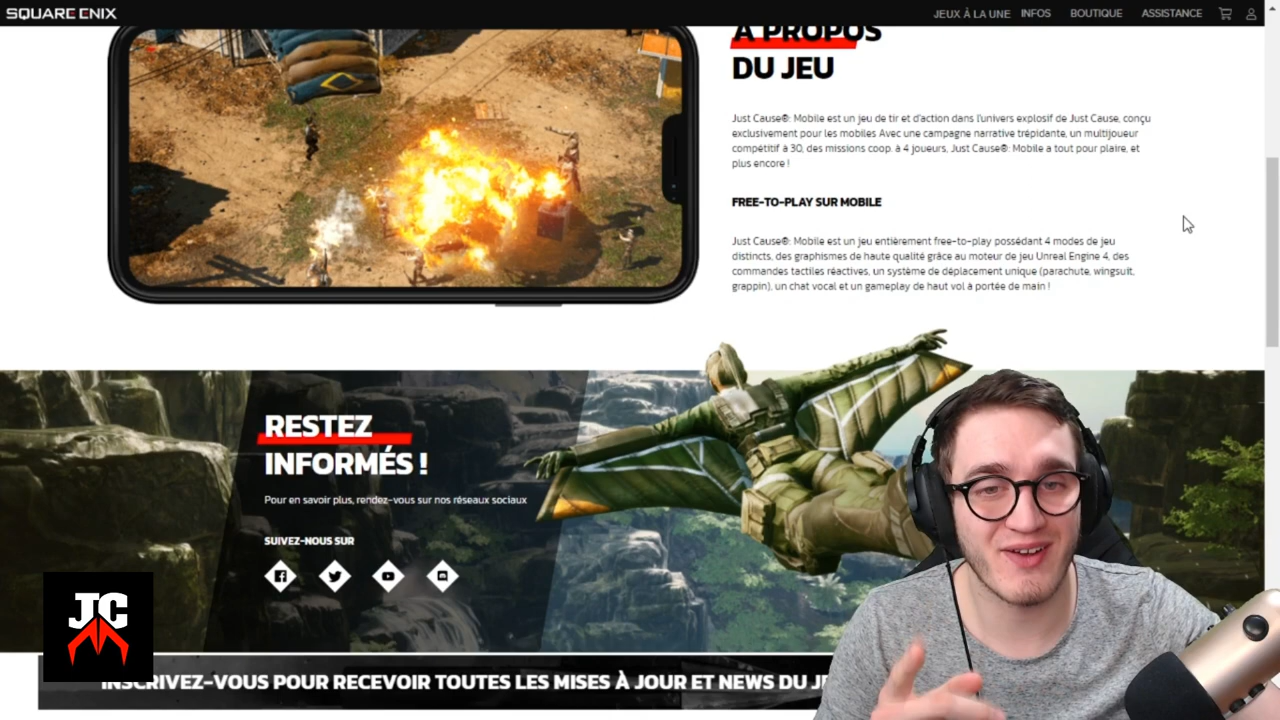 SQUARE ENIX
JEUX À LA UNE INFOS BOUTIQUE ASSISTANCE
À PROPOS
DU JEU
Just Cause®: Mobile est un jeu de tir et d'action dans l'univers explosif de Just Cause, conçu
exclusivement pour les mobiles Avec une campagne narrative trépidante, un multijoueur
compétitif à 30, des missions coop. à 4 joueurs, Just Cause®: Mobile a tout pour plaire, et
plus encore !
FREE-TO-PLAY SUR MOBILE
Just Cause®: Mobile est un jeu entièrement free-to-play possédant 4 modes de jeu
distincts, des graphismes de haute qualité grâce au moteur de jeu Unreal Engine 4, des
commandes tactiles réactives, un système de déplacement unique (parachute, wingsuit,
grappin), un chat vocal et un gameplay de haut vol à portée de main !
RESTEZ
INFORMÉS !
Pour en savoir plus, rendez-vous sur nos réseaux sociaux
SUIVEZ-NOUS SUR
JC
INSCRIVEZ-VOUS POUR RECEVOIR TOUTES LES MISES À JOUR ET NEWS DU